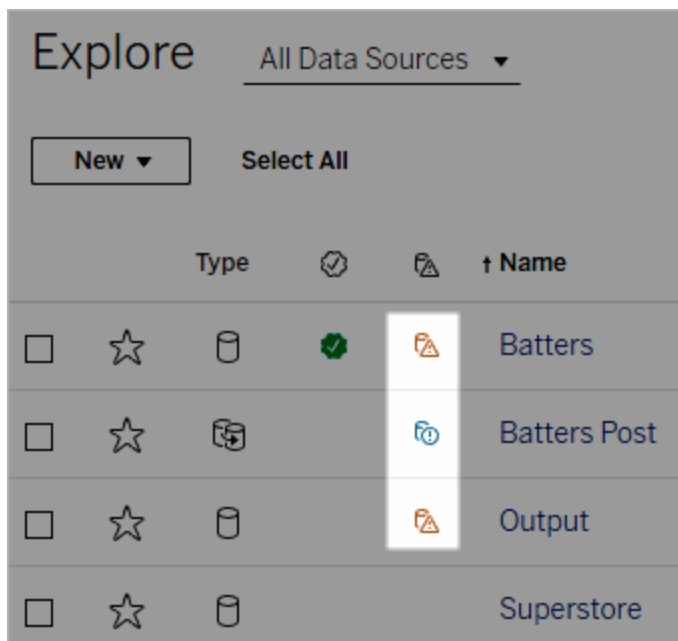 Explore All Data Sources
New Select All
Type Name
Batters
Batters Post
Output
Superstore